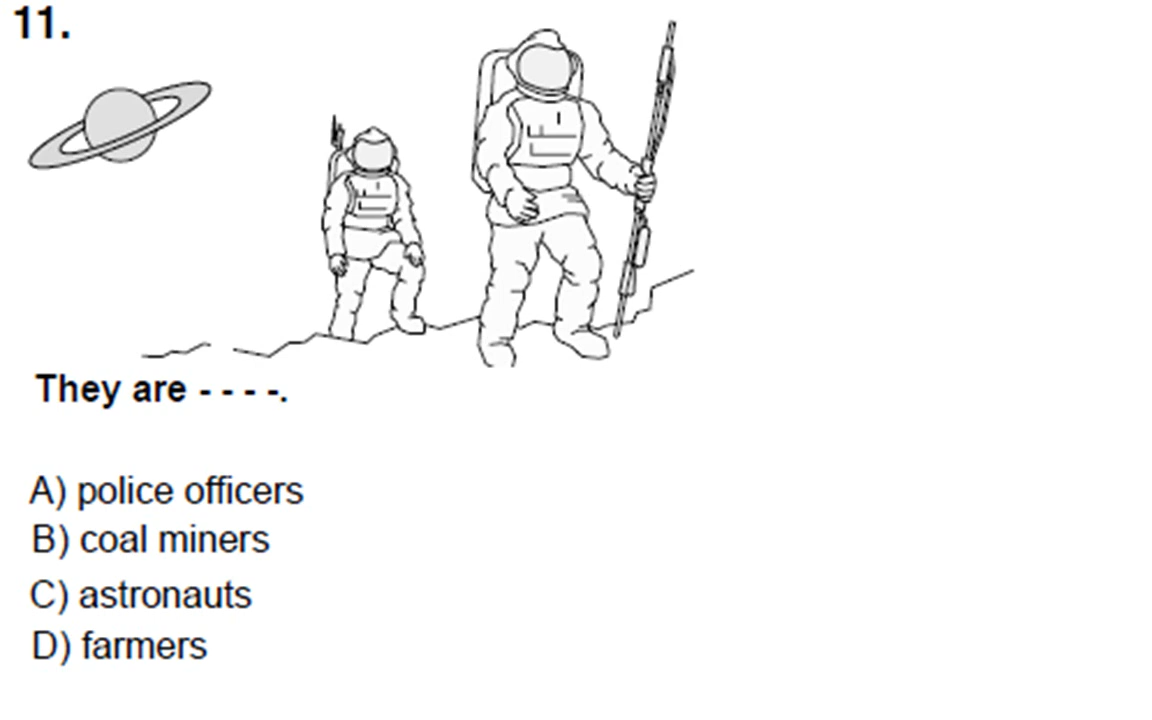 11.
They are - - - -.
A) police officers
B) coal miners
C) astronauts
D) farmers